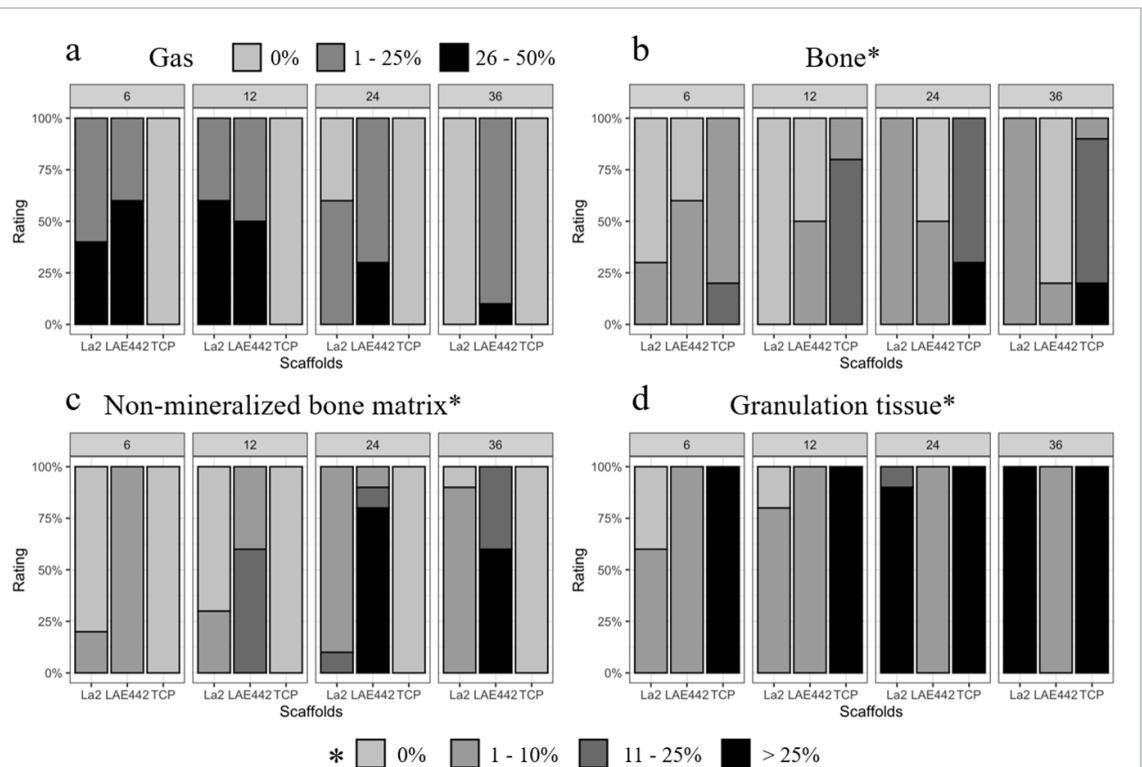 a Gas 0% 1 - 25% 26 - 50%
6 12 24 36
100%
75%
50%
25%
0%
Rating
La2 LAE442 TCP La2 LAE442 TCP La2 LAE442 TCP La2 LAE442 TCP
Scaffolds
b Bone*
6 12 24 36
100%
75%
50%
25%
0%
Rating
La2 LAE442 TCP La2 LAE442 TCP La2 LAE442 TCP La2 LAE442 TCP
Scaffolds
c Non-mineralized bone matrix*
6 12 24 36
100%
75%
50%
25%
0%
Rating
La2 LAE442 TCP La2 LAE442 TCP La2 LAE442 TCP La2 LAE442 TCP
Scaffolds
d Granulation tissue*
6 12 24 36
100%
75%
50%
25%
0%
Rating
La2 LAE442 TCP La2 LAE442 TCP La2 LAE442 TCP La2 LAE442 TCP
Scaffolds
* 0% 1 - 10% 11 - 25% > 25%